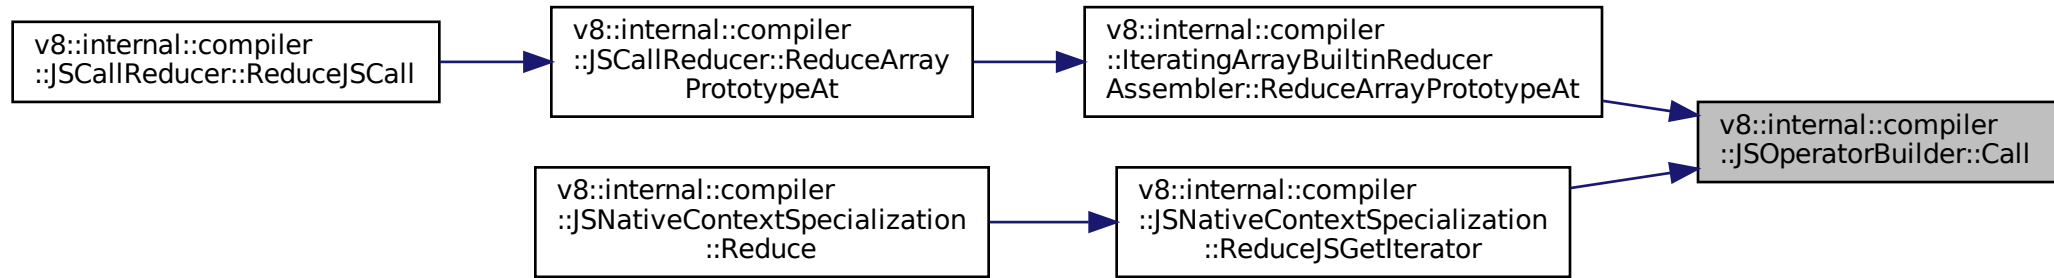 v8::internal::compiler
::JSCallReducer::ReduceJSCall
v8::internal::compiler
::JSCallReducer::ReduceArray
PrototypeAt
v8::internal::compiler
::IteratingArrayBuiltinReducer
Assembler::ReduceArrayPrototypeAt
v8::internal::compiler
::JSOperatorBuilder::Call
v8::internal::compiler
::JSNativeContextSpecialization
::Reduce
v8::internal::compiler
::JSNativeContextSpecialization
::ReduceJSGetIterator